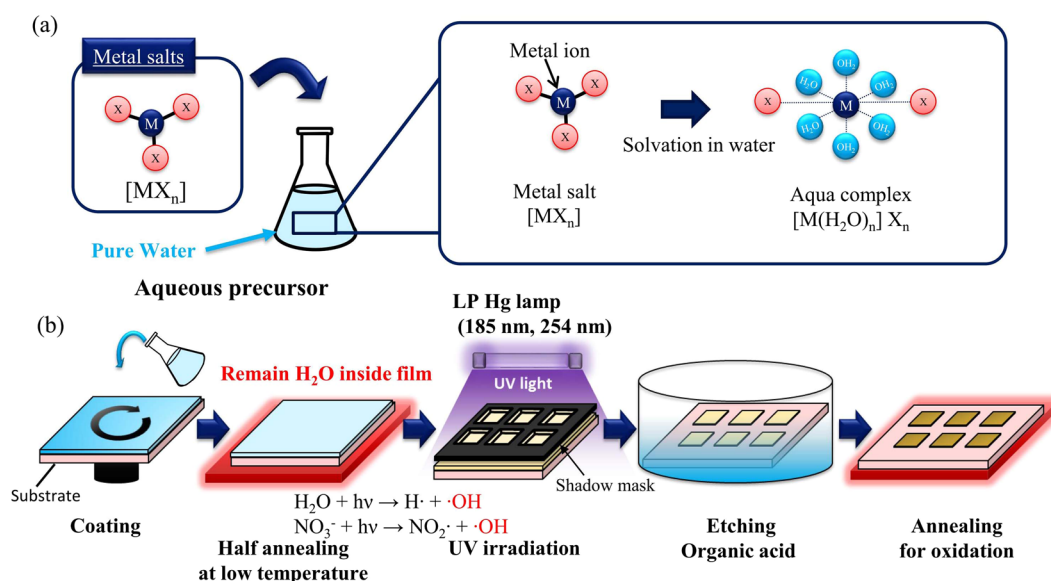 (a)
Metal salts
X
X
M
X
[MXₙ]
Pure Water
Aqueous precursor
Metal ion
X
X
M
X
Metal salt
[MXₙ]
Solvation in water
OH₂
H₂O
OH₂
X
M
X
H₂O
OH₂
OH₂
Aqua complex
[M(H₂O)ₙ] Xₙ
(b)
Substrate
Coating
Remain H₂O inside film
Half annealing
at low temperature
LP Hg lamp
(185 nm, 254 nm)
UV light
Shadow mask
H₂O + hν → H· + ·OH
NO₃⁻ + hν → NO₂· + ·OH
UV irradiation
Etching
Organic acid
Annealing
for oxidation